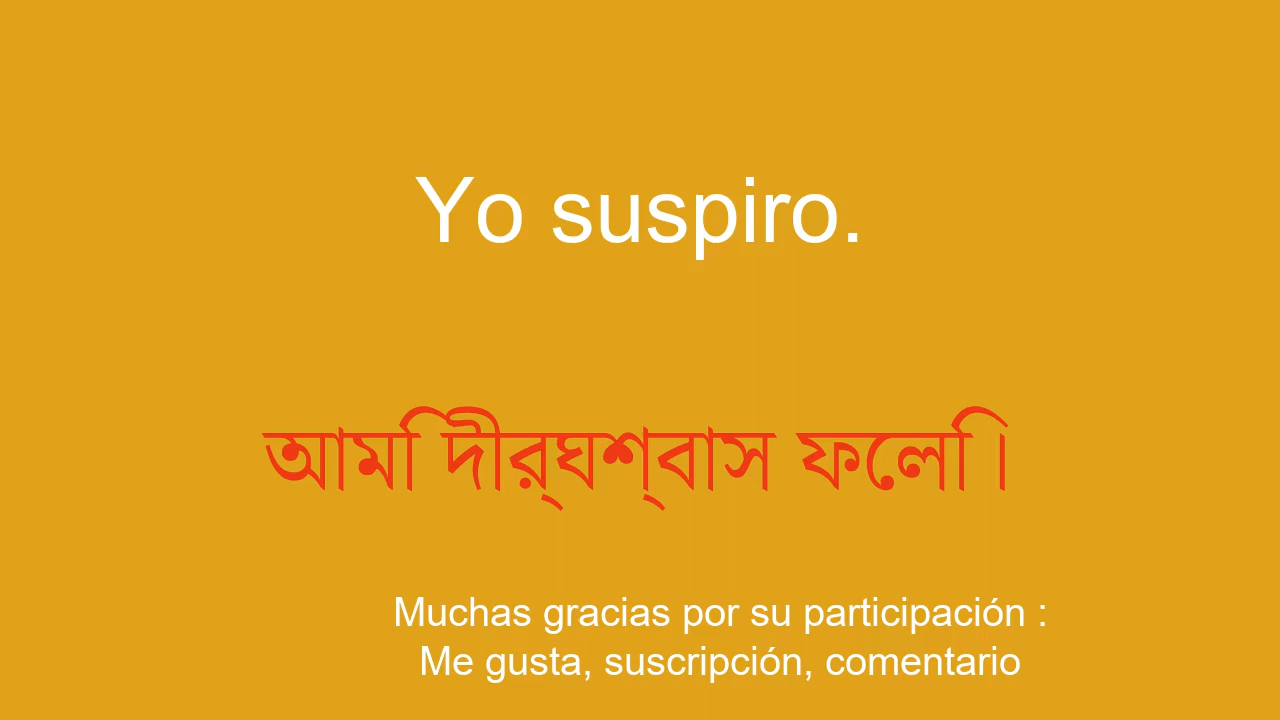 Yo suspiro.
আমি দীর্ঘশ্বাস ফেলি।
Muchas gracias por su participación :
Me gusta, suscripción, comentario